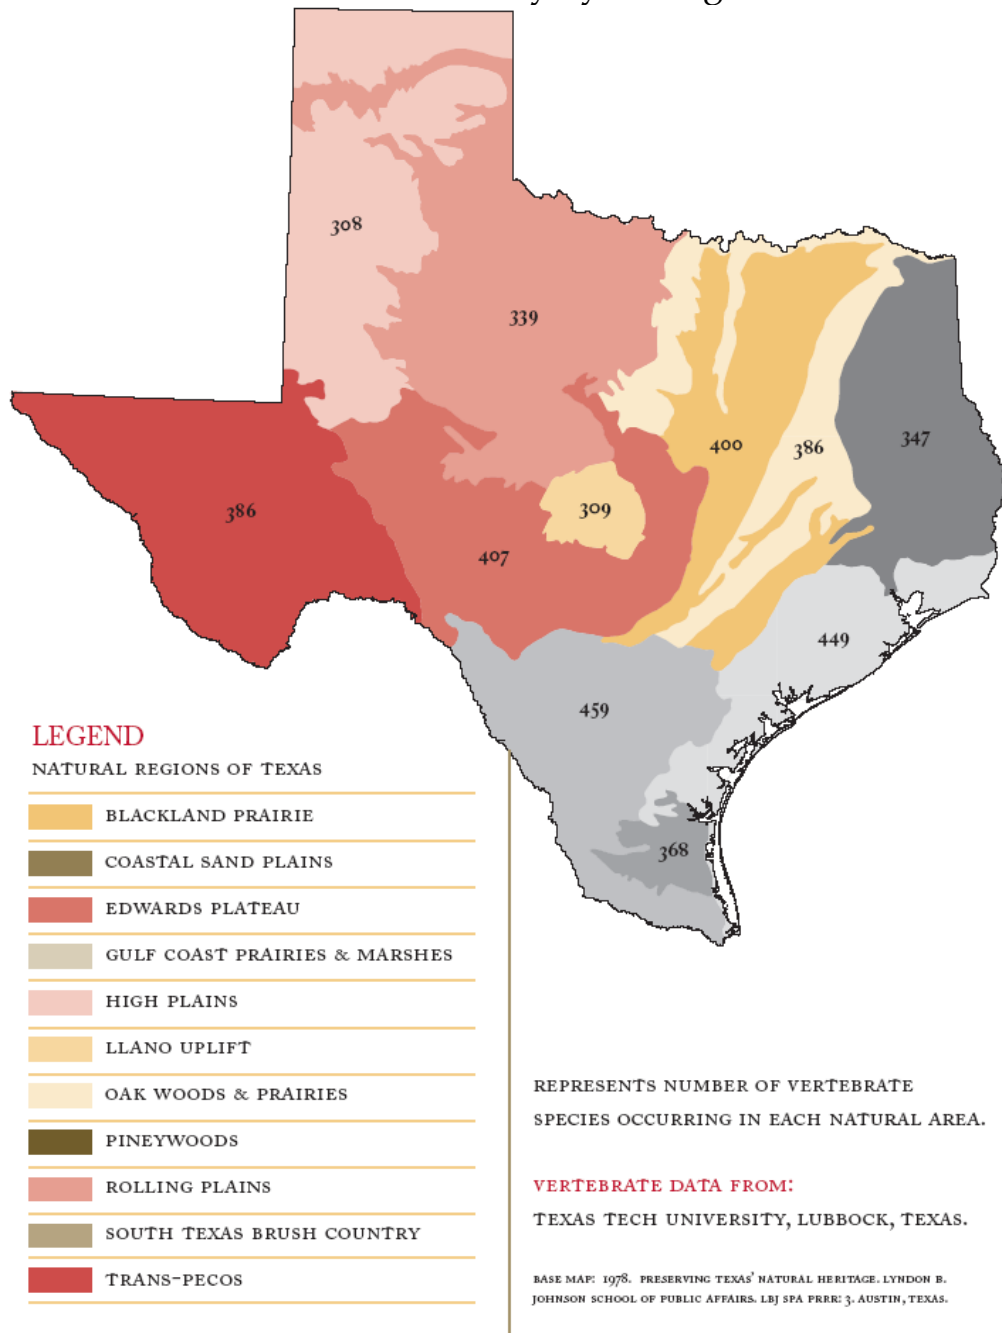 308
339
400
386
347
386
309
407
449
459
368
LEGEND
NATURAL REGIONS OF TEXAS
BLACKLAND PRAIRIE
COASTAL SAND PLAINS
EDWARDS PLATEAU
GULF COAST PRAIRIES & MARSHES
HIGH PLAINS
LLANO UPLIFT
OAK WOODS & PRAIRIES
PINEYWOODS
ROLLING PLAINS
SOUTH TEXAS BRUSH COUNTRY
TRANS-PECOS
REPRESENTS NUMBER OF VERTEBRATE
SPECIES OCCURRING IN EACH NATURAL AREA.
VERTEBRATE DATA FROM:
TEXAS TECH UNIVERSITY, LUBBOCK, TEXAS.
BASE MAP: 1978. PRESERVING TEXAS' NATURAL HERITAGE. LYNDON B.
JOHNSON SCHOOL OF PUBLIC AFFAIRS. LBJ SPA PRRR: 3. AUSTIN, TEXAS.